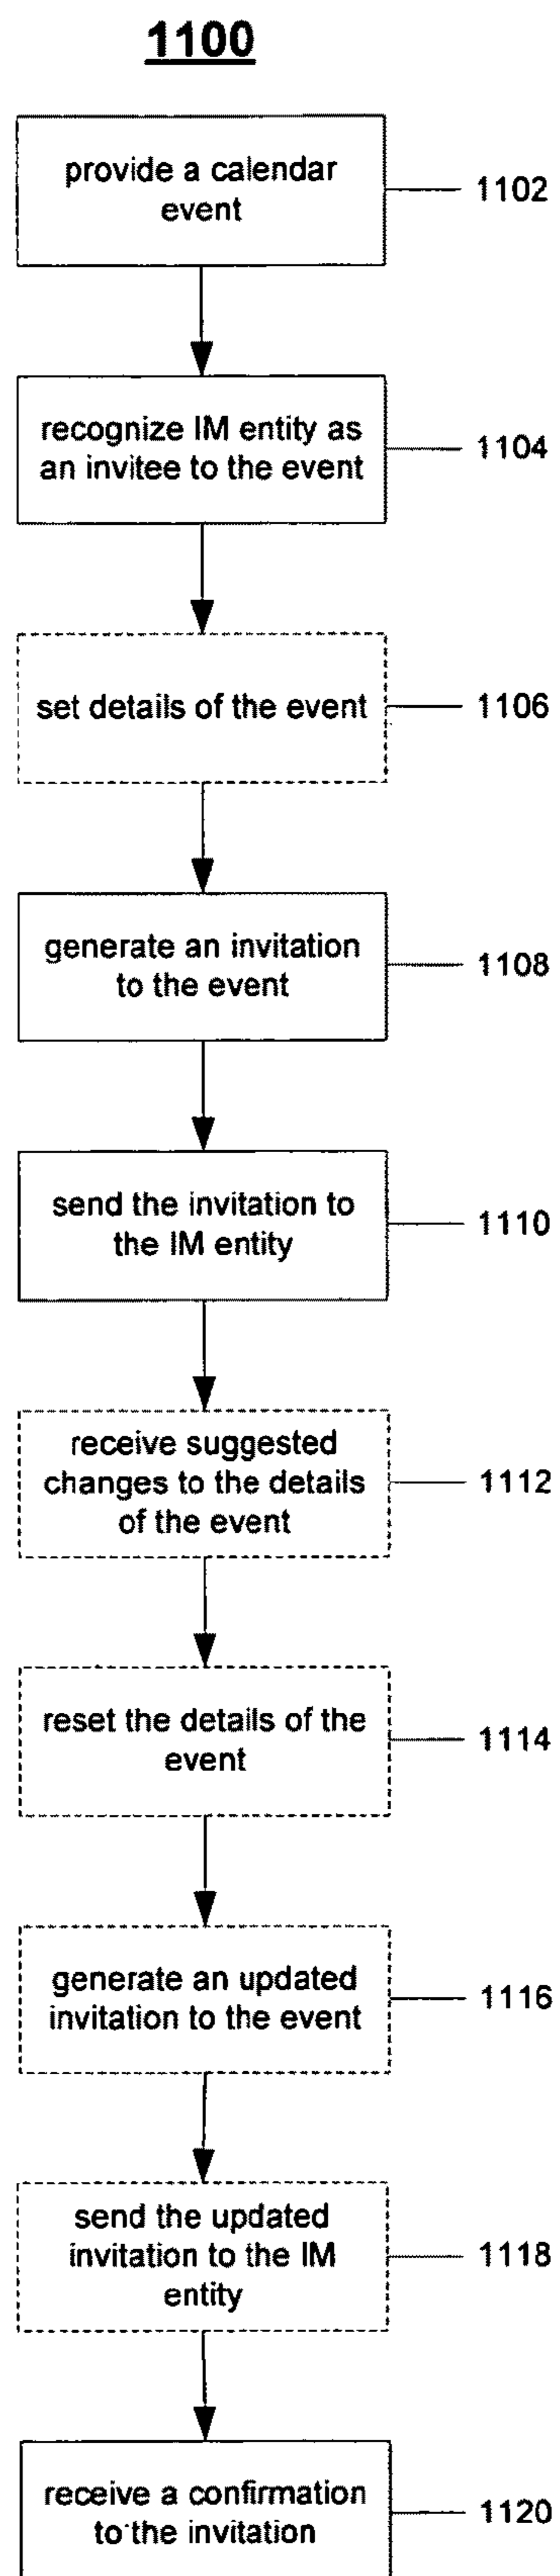 1100
provide a calendar
event
1102
recognize IM entity as
an invitee to the event
1104
set details of the event
1106
generate an invitation
to the event
1108
send the invitation to
the IM entity
1110
receive suggested
changes to the details
of the event
1112
reset the details of the
event
1114
generate an updated
invitation to the event
1116
send the updated
invitation to the IM
entity
1118
receive a confirmation
to the invitation
1120